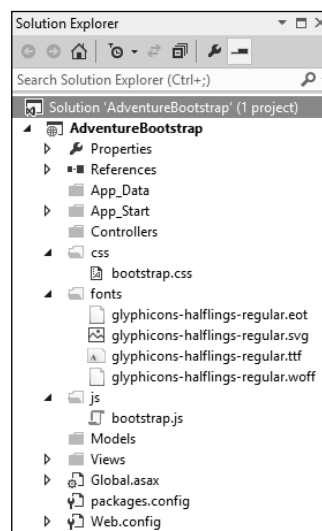 Solution Explorer
Search Solution Explorer (Ctrl+;)
Solution 'AdventureBootstrap' (1 project)
AdventureBootstrap
Properties
References
App_Data
App_Start
Controllers
css
bootstrap.css
fonts
glyphicons-halflings-regular.eot
glyphicons-halflings-regular.svg
glyphicons-halflings-regular.ttf
glyphicons-halflings-regular.woff
js
bootstrap.js
Models
Views
Global.asax
packages.config
Web.config